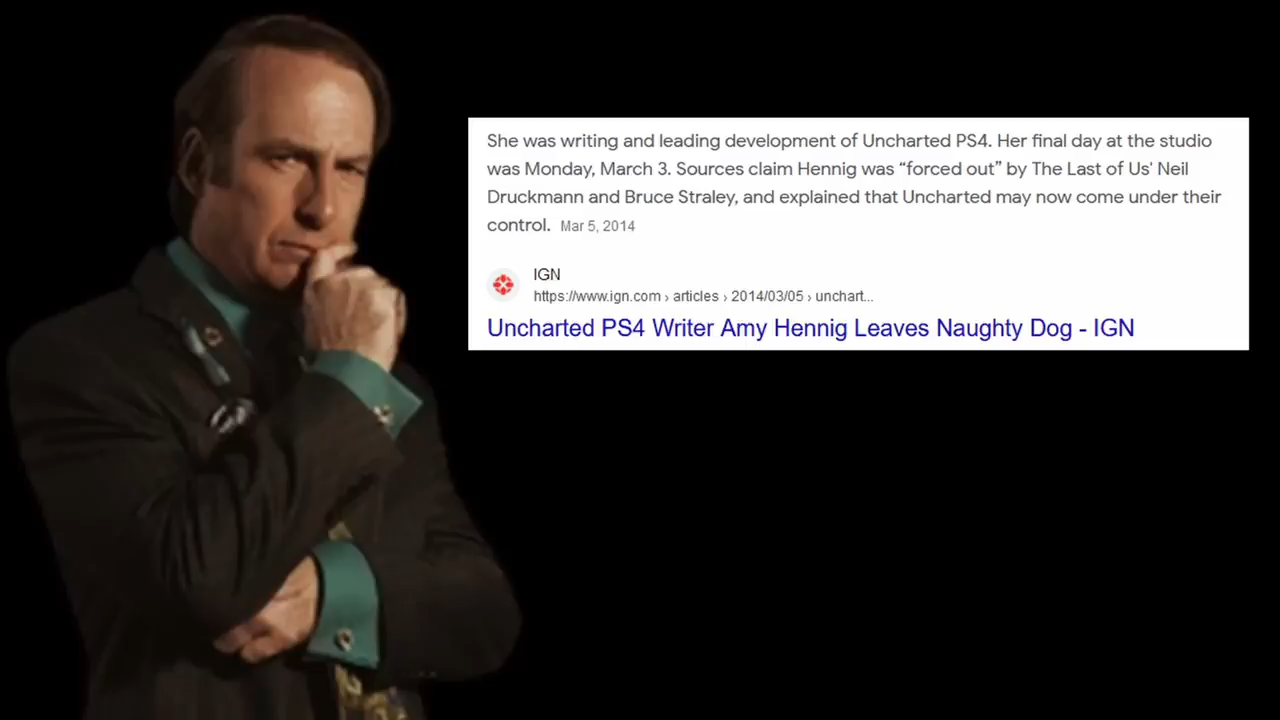 She was writing and leading development of Uncharted PS4. Her final day at the studio
was Monday, March 3. Sources claim Hennig was “forced out” by The Last of Us' Neil
Druckmann and Bruce Straley, and explained that Uncharted may now come under their
control. Mar 5, 2014
IGN
https://www.ign.com › articles › 2014/03/05 › unchart...
Uncharted PS4 Writer Amy Hennig Leaves Naughty Dog - IGN